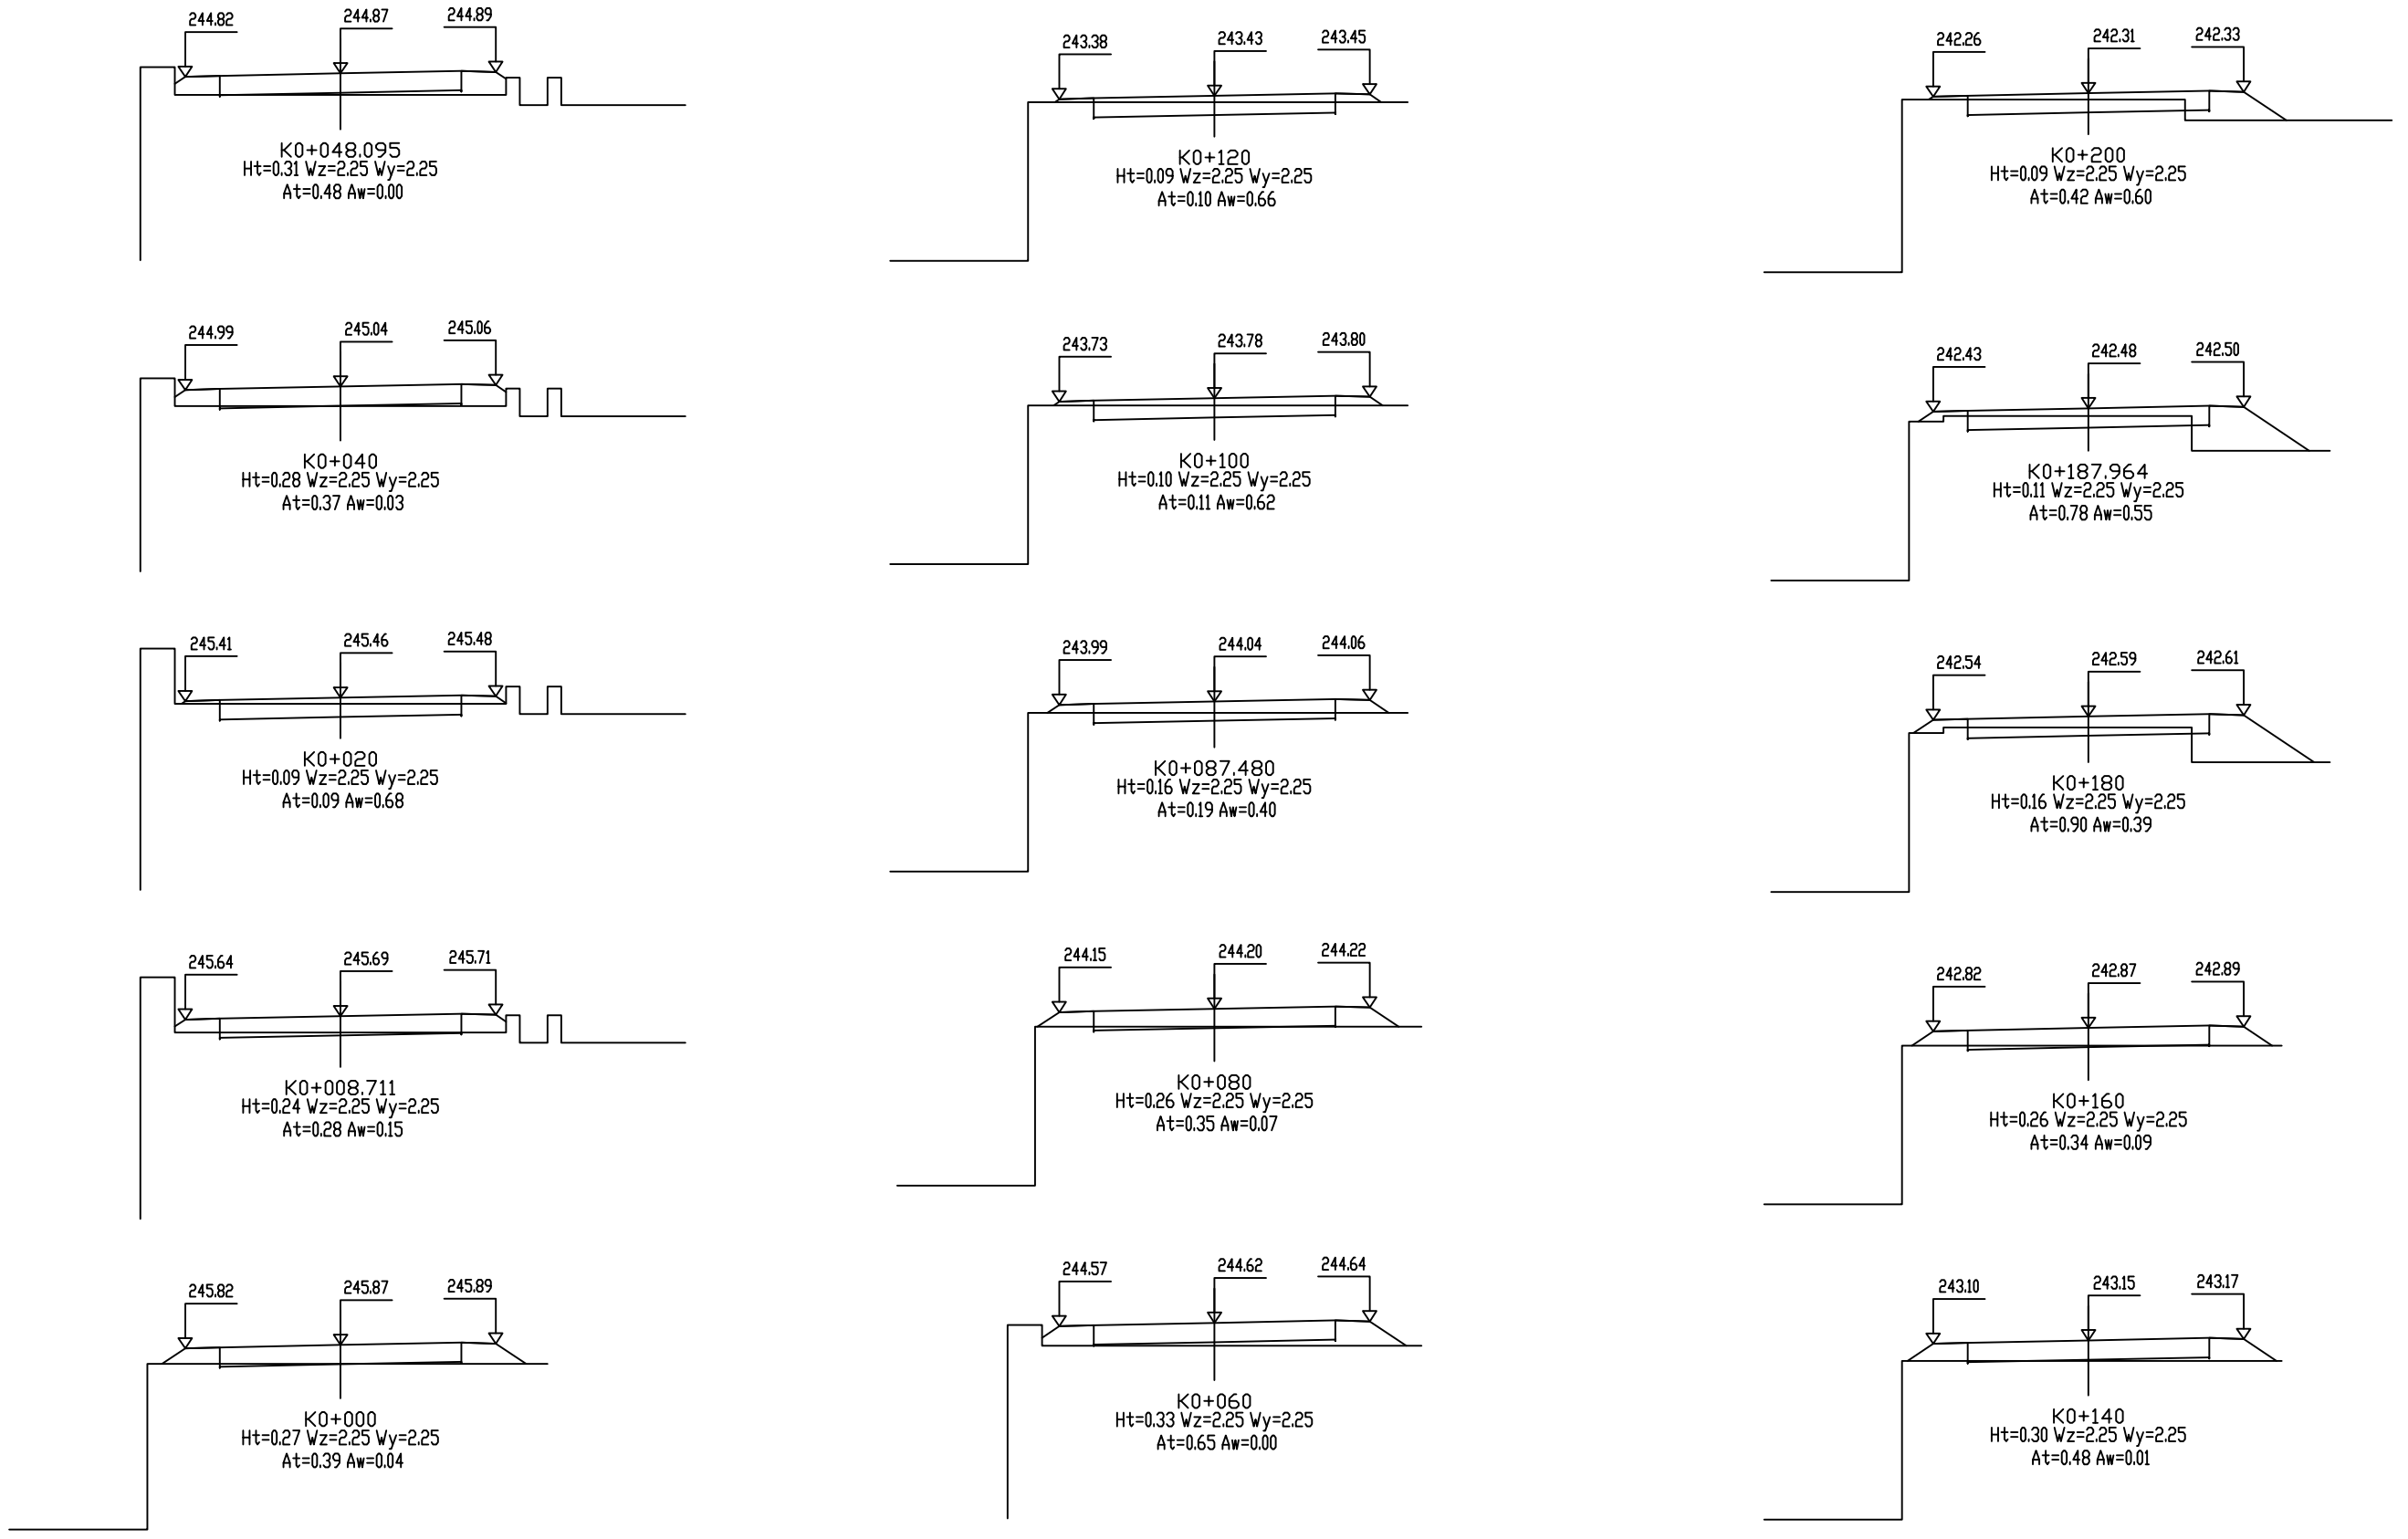 244.82 244.87 244.89
K0+048.095
Ht=0.31 Wz=2.25 Wy=2.25
At=0.48 Aw=0.00
244.99 245.04 245.06
K0+040
Ht=0.28 Wz=2.25 Wy=2.25
At=0.37 Aw=0.03
245.41 245.46 245.48
K0+020
Ht=0.09 Wz=2.25 Wy=2.25
At=0.09 Aw=0.68
245.64 245.69 245.71
K0+008.711
Ht=0.24 Wz=2.25 Wy=2.25
At=0.28 Aw=0.15
245.82 245.87 245.89
K0+000
Ht=0.27 Wz=2.25 Wy=2.25
At=0.39 Aw=0.04
243.38 243.43 243.45
K0+120
Ht=0.09 Wz=2.25 Wy=2.25
At=0.10 Aw=0.66
243.73 243.78 243.80
K0+100
Ht=0.10 Wz=2.25 Wy=2.25
At=0.11 Aw=0.62
243.99 244.04 244.06
K0+087.480
Ht=0.16 Wz=2.25 Wy=2.25
At=0.19 Aw=0.40
244.15 244.20 244.22
K0+080
Ht=0.26 Wz=2.25 Wy=2.25
At=0.35 Aw=0.07
244.57 244.62 244.64
K0+060
Ht=0.33 Wz=2.25 Wy=2.25
At=0.65 Aw=0.00
242.26 242.31 242.33
K0+200
Ht=0.09 Wz=2.25 Wy=2.25
At=0.42 Aw=0.60
242.43 242.48 242.50
K0+187.964
Ht=0.11 Wz=2.25 Wy=2.25
At=0.78 Aw=0.55
242.54 242.59 242.61
K0+180
Ht=0.16 Wz=2.25 Wy=2.25
At=0.90 Aw=0.39
242.82 242.87 242.89
K0+160
Ht=0.26 Wz=2.25 Wy=2.25
At=0.34 Aw=0.09
243.10 243.15 243.17
K0+140
Ht=0.30 Wz=2.25 Wy=2.25
At=0.48 Aw=0.01